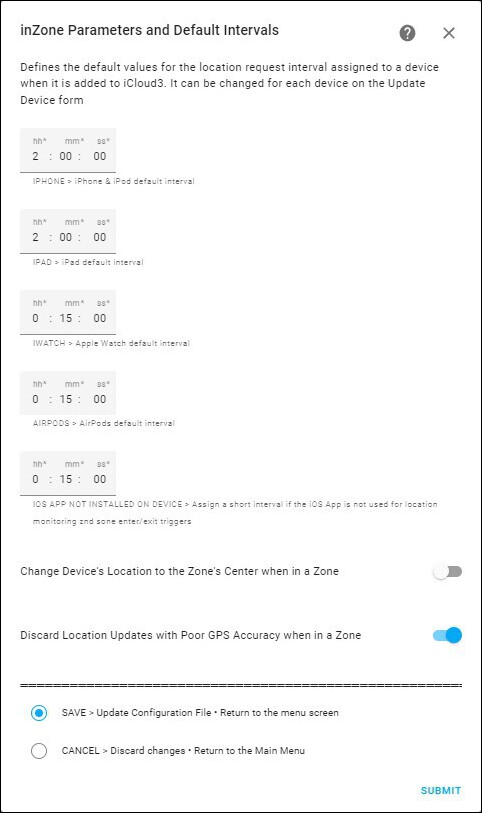 inZone Parameters and Default Intervals
Defines the default values for the location request interval assigned to a device
when it is added to iCloud3. It can be changed for each device on the Update
Device form
hh* mm* ss*
2 : 00 : 00
IPHONE > iPhone & iPod default interval
hh* mm* ss*
2 : 00 : 00
IPAD > iPad default interval
hh* mm* ss*
0 : 15 : 00
IWATCH > Apple Watch default interval
hh* mm* ss*
0 : 15 : 00
AIRPODS > AirPods default interval
hh* mm* ss*
0 : 15 : 00
IOS APP NOT INSTALLED ON DEVICE > Assign a short interval if the iOS App is not used for location
monitoring znd sone enter/exit triggers
Change Device's Location to the Zone's Center when in a Zone
Discard Location Updates with Poor GPS Accuracy when in a Zone
SAVE > Update Configuration File • Return to the menu screen
CANCEL > Discard changes • Return to the Main Menu
SUBMIT